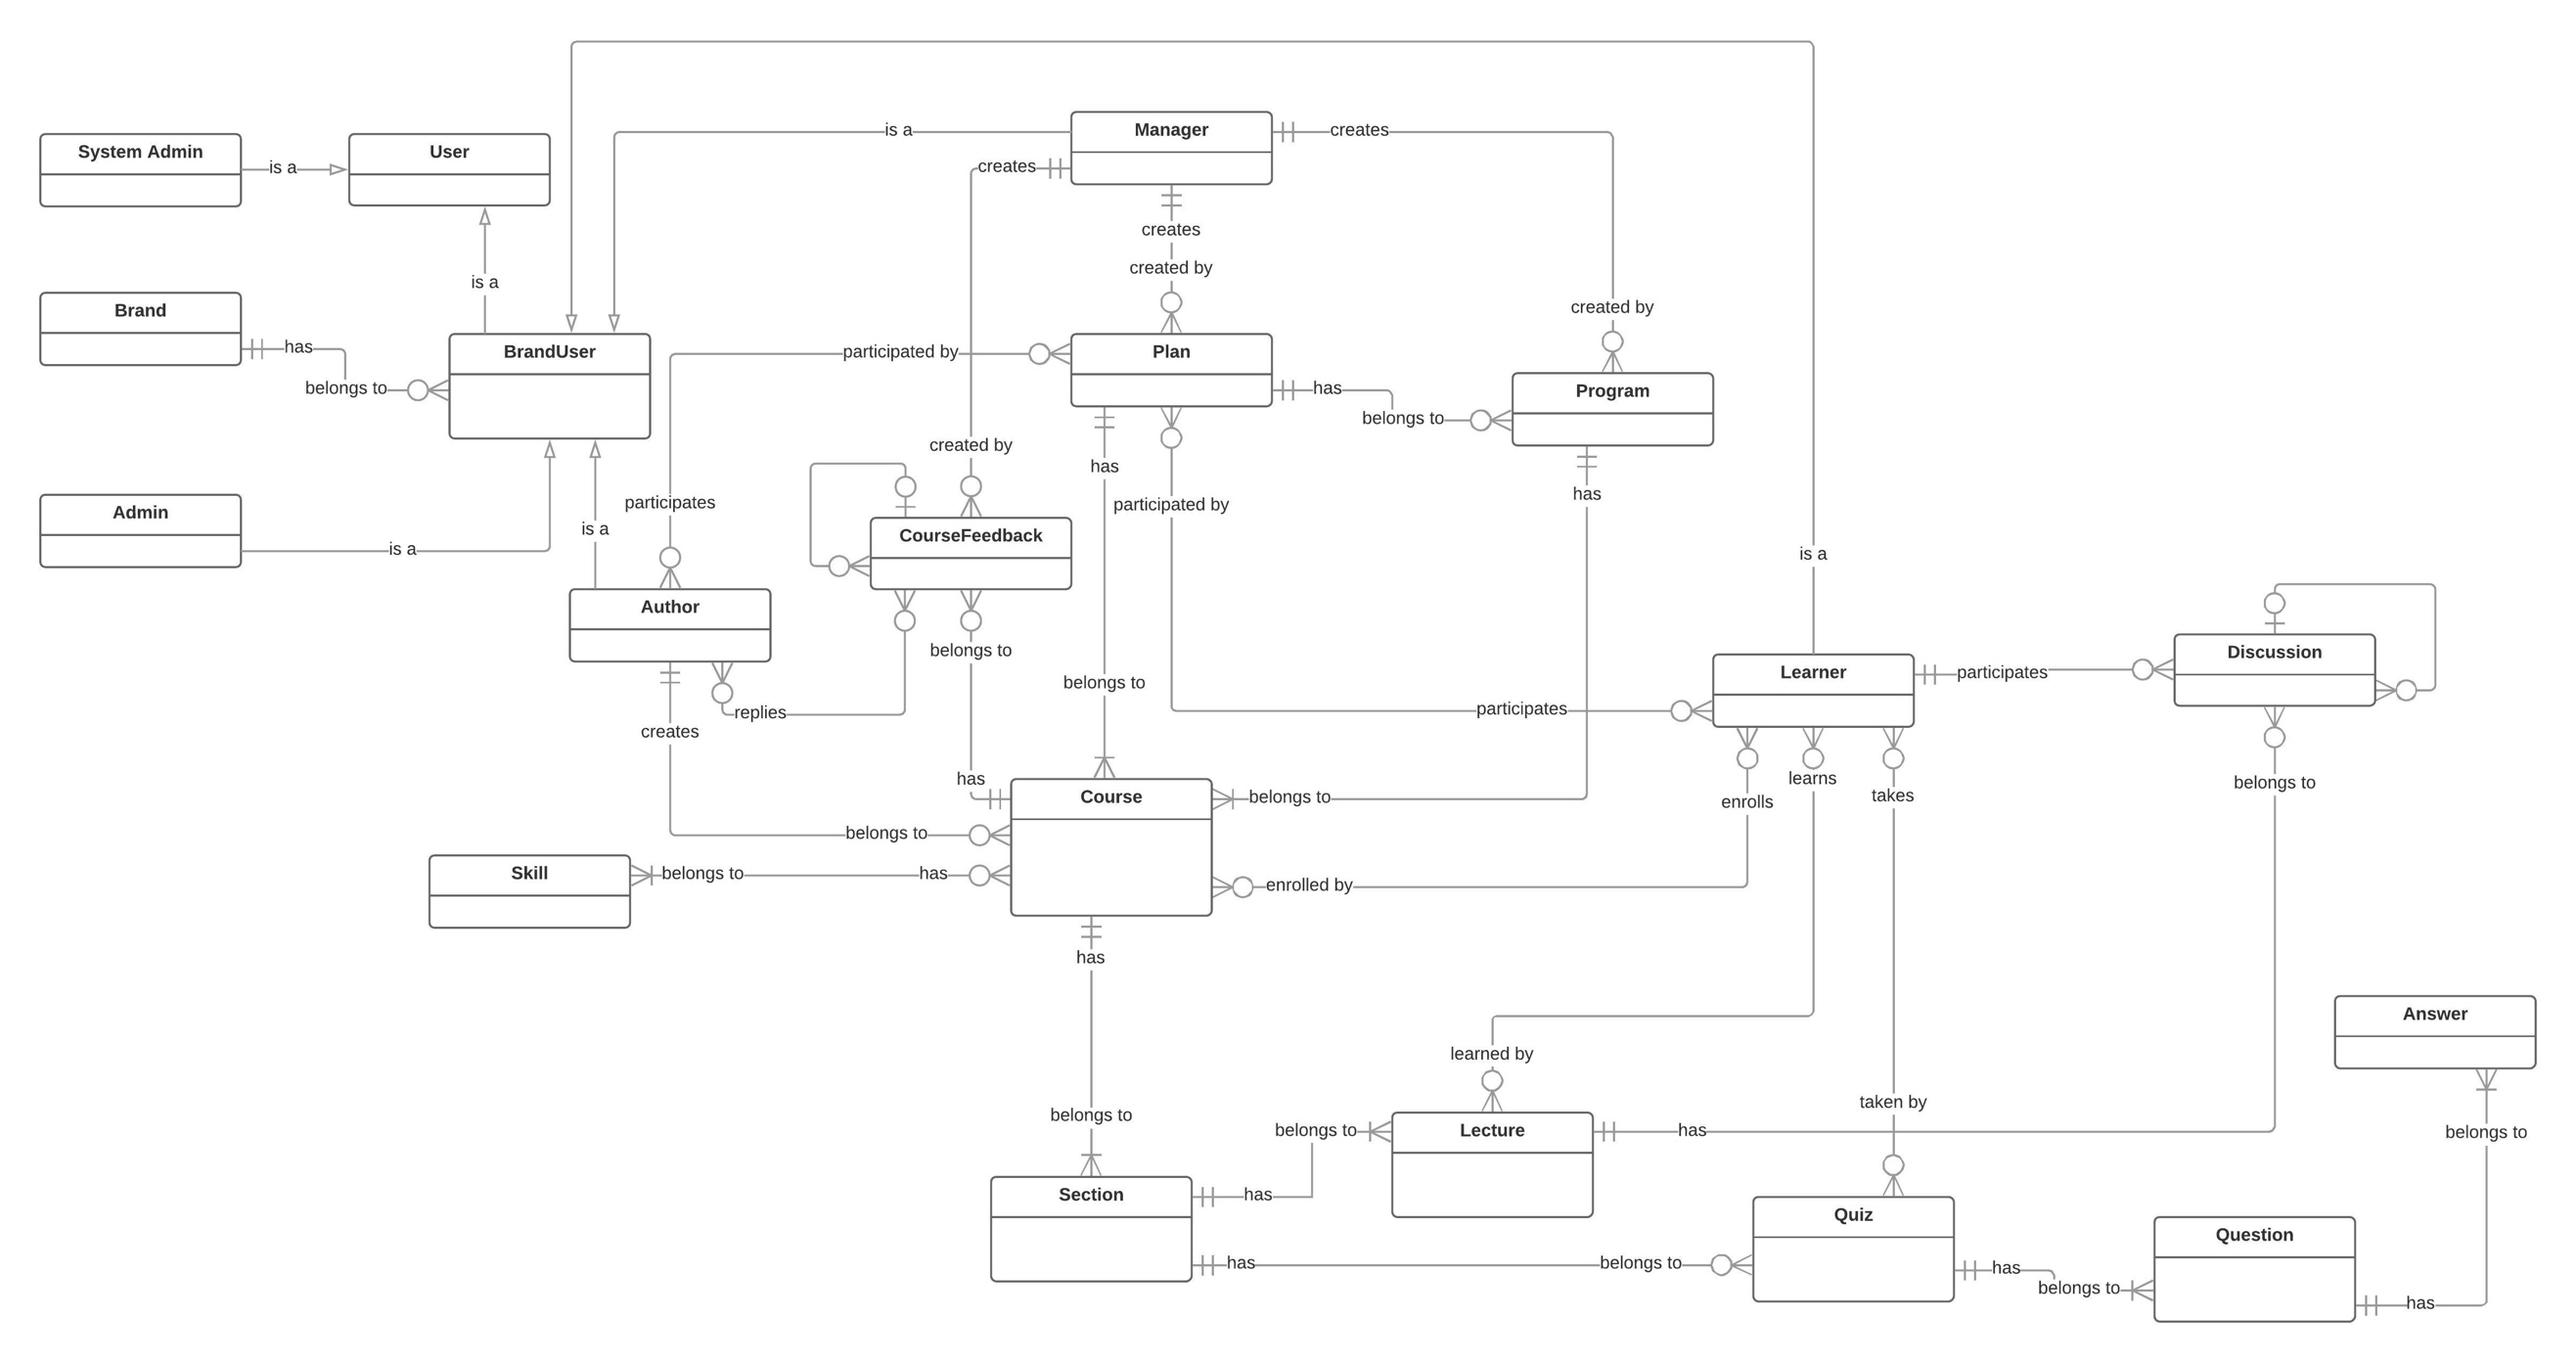 Manager
is a
creates
creates
System Admin
User
is a
creates
created by
is a
Brand
created by
has
BrandUser
participated by
Plan
belongs to
has
Program
belongs to
created by
has
has
participates
participated by
Admin
is a
CourseFeedback
is a
is a
Author
belongs to
Discussion
Learner
participates
belongs to
replies
participates
creates
belongs to
has
Course
belongs to
learns
takes
enrolls
belongs to
Skill
belongs to
has
enrolled by
has
Answer
learned by
taken by
belongs to
belongs to
Lecture
has
belongs to
Section
has
Quiz
Question
has
belongs to
has
belongs to
has